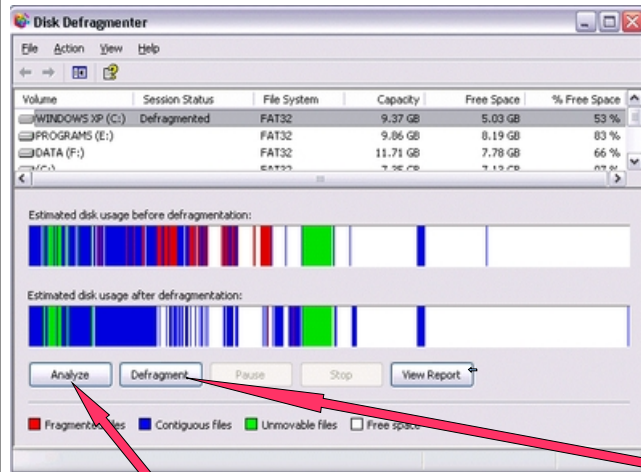 Disk Defragmenter
File Action View Help
Volume Session Status File System Capacity Free Space % Free Space
WINDOWS XP (C:) Defragmented FAT32 9.37 GB 5.03 GB 53 %
PROGRAMS (E:) FAT32 9.86 GB 8.19 GB 83 %
DATA (F:) FAT32 11.71 GB 7.78 GB 66 %
Estimated disk usage before defragmentation:
Estimated disk usage after defragmentation:
Analyze Defragment Pause Stop View Report
Fragmented files Contiguous files Unmovable files Free space